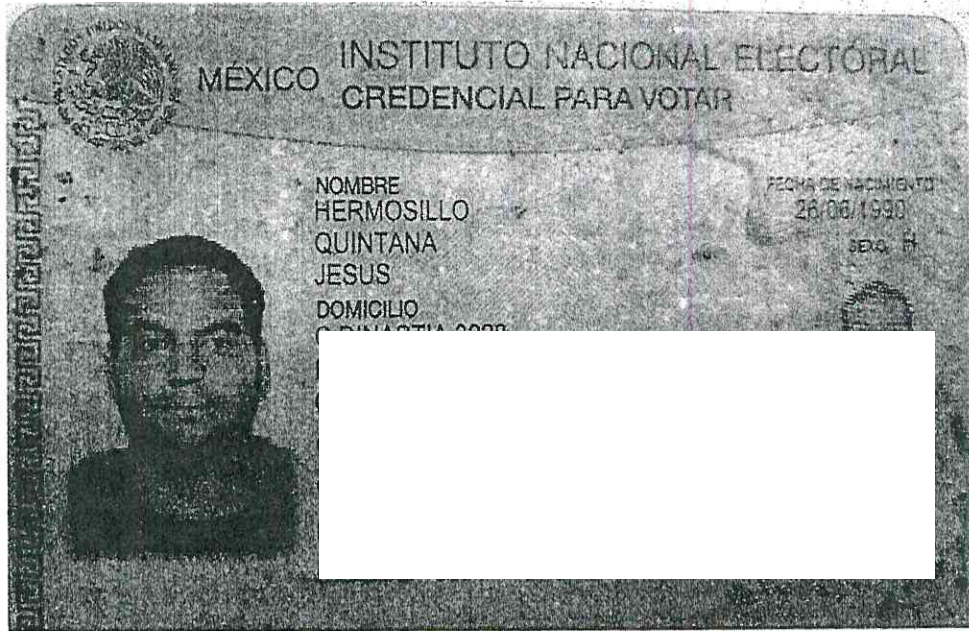 MÉXICO
INSTITUTO NACIONAL ELECTORAL
CREDENCIAL PARA VOTAR
NOMBRE
HERMOSILLO
QUINTANA
JESUS
FECHA DE NACIMIENTO
26/06/1990
SEXO H
DOMICILIO